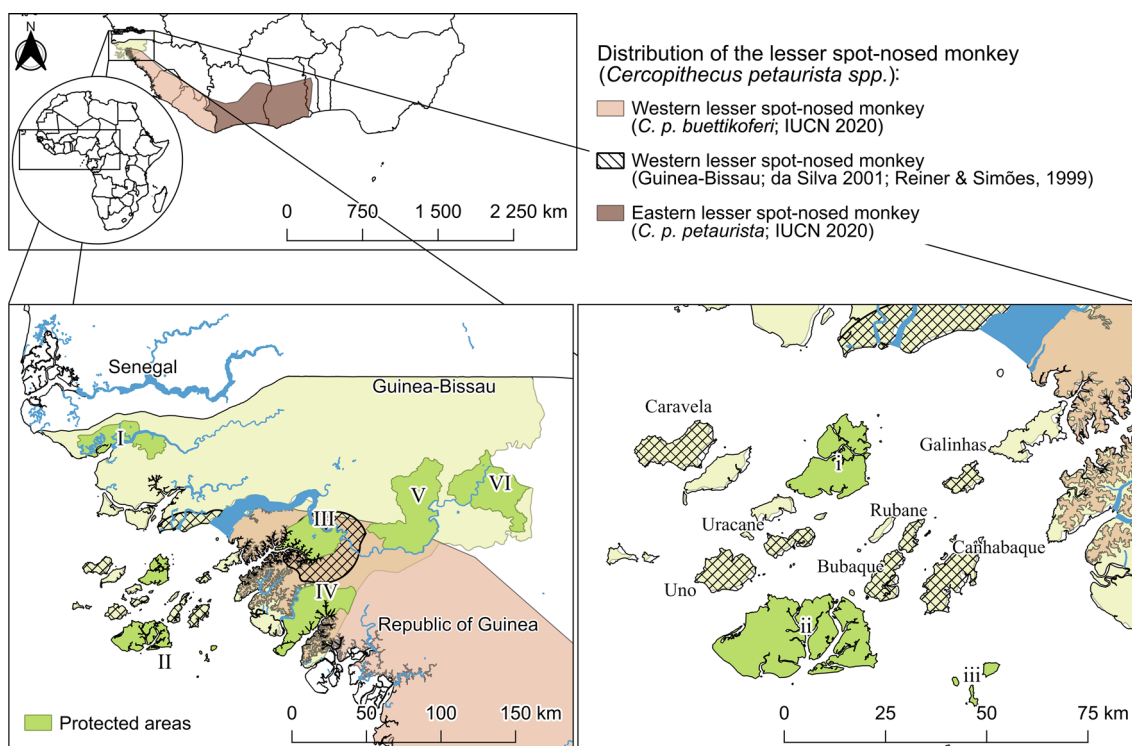 N
0 750 1 500 2 250 km
Distribution of the lesser spot-nosed monkey
(Cercopithecus petaurista spp.):
Western lesser spot-nosed monkey
(C. p. buettikoferi; IUCN 2020)
Western lesser spot-nosed monkey
(Guinea-Bissau; da Silva 2001; Reiner & Simões, 1999)
Eastern lesser spot-nosed monkey
(C. p. petaurista; IUCN 2020)
Senegal
Guinea-Bissau
I
VI
V
III
IV
Republic of Guinea
II
Protected areas
0 50 100 150 km
Caravela
Galinhas
i
Rubane
Uracane
Canhabaque
Bubaque
Uno
ii
iii
0 25 50 75 km